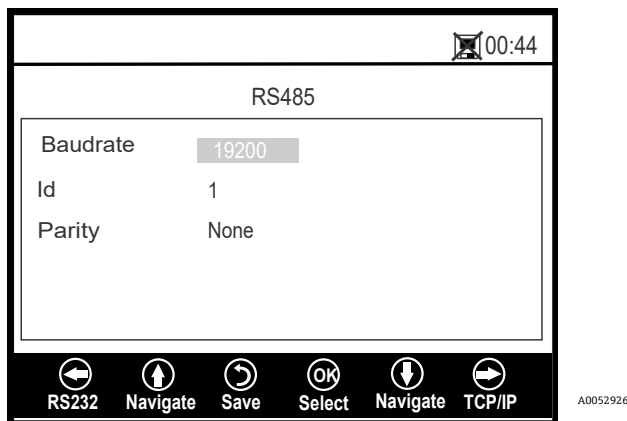 00:44
RS485
Baudrate 19200
Id 1
Parity None
OK
RS232 Navigate Save Select Navigate TCP/IP
A0052926